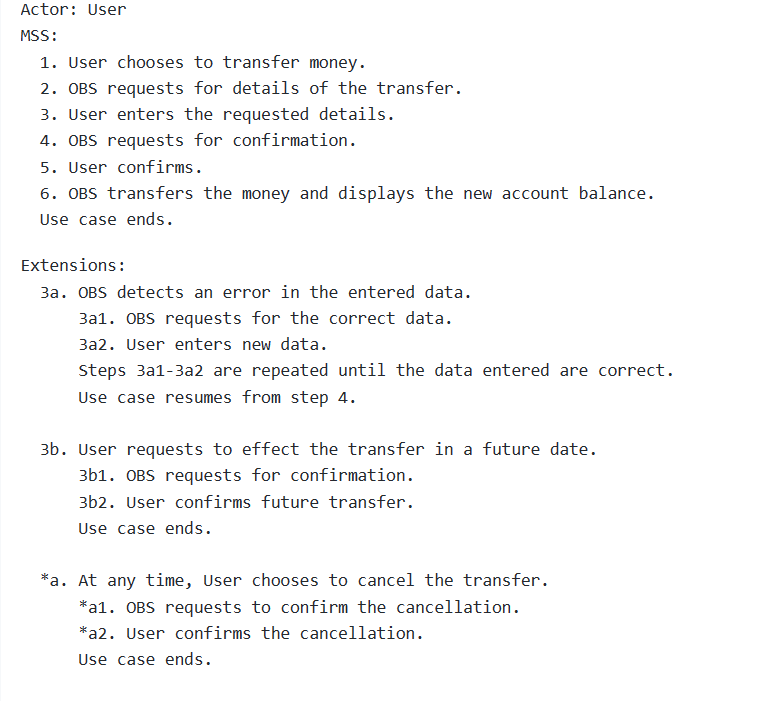 Actor: User
MSS:
1. User chooses to transfer money.
2. OBS requests for details of the transfer.
3. User enters the requested details.
4. OBS requests for confirmation.
5. User confirms.
6. OBS transfers the money and displays the new account balance.
Use case ends.
Extensions:
3a. OBS detects an error in the entered data.
3a1. OBS requests for the correct data.
3a2. User enters new data.
Steps 3a1-3a2 are repeated until the data entered are correct.
Use case resumes from step 4.
3b. User requests to effect the transfer in a future date.
3b1. OBS requests for confirmation.
3b2. User confirms future transfer.
Use case ends.
*a. At any time, User chooses to cancel the transfer.
*a1. OBS requests to confirm the cancellation.
*a2. User confirms the cancellation.
Use case ends.